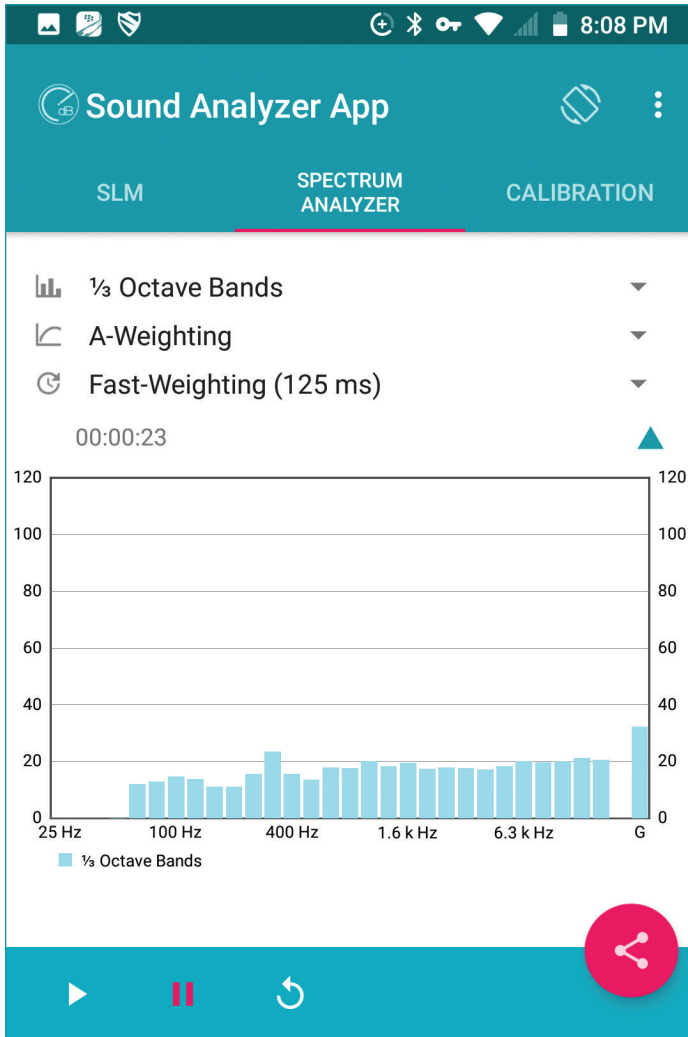 8:08 PM
dB Sound Analyzer App
SLM SPECTRUM ANALYZER CALIBRATION
⅓ Octave Bands
A-Weighting
Fast-Weighting (125 ms)
00:00:23
120 120
100 100
80 80
60 60
40 40
20 20
0 0
25 Hz 100 Hz 400 Hz 1.6 k Hz 6.3 k Hz G
⅓ Octave Bands